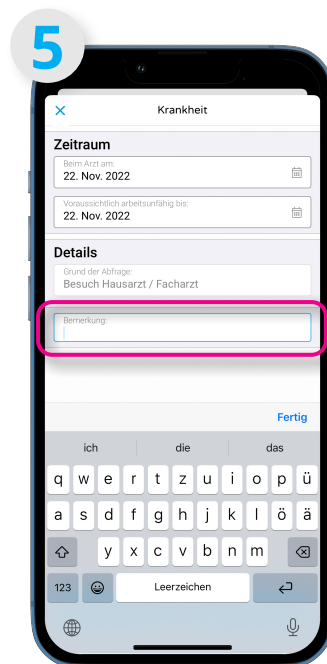 5
Krankheit
Zeitraum
Beim Arzt am:
22. Nov. 2022
Voraussichtlich arbeitsunfähig bis:
22. Nov. 2022
Details
Grund der Abfrage:
Besuch Hausarzt / Facharzt
Bemerkung:
Fertig
ich die das
q w e r t z u i o p ü
a s d f g h j k l ö ä
y x c v b n m
123 Leerzeichen